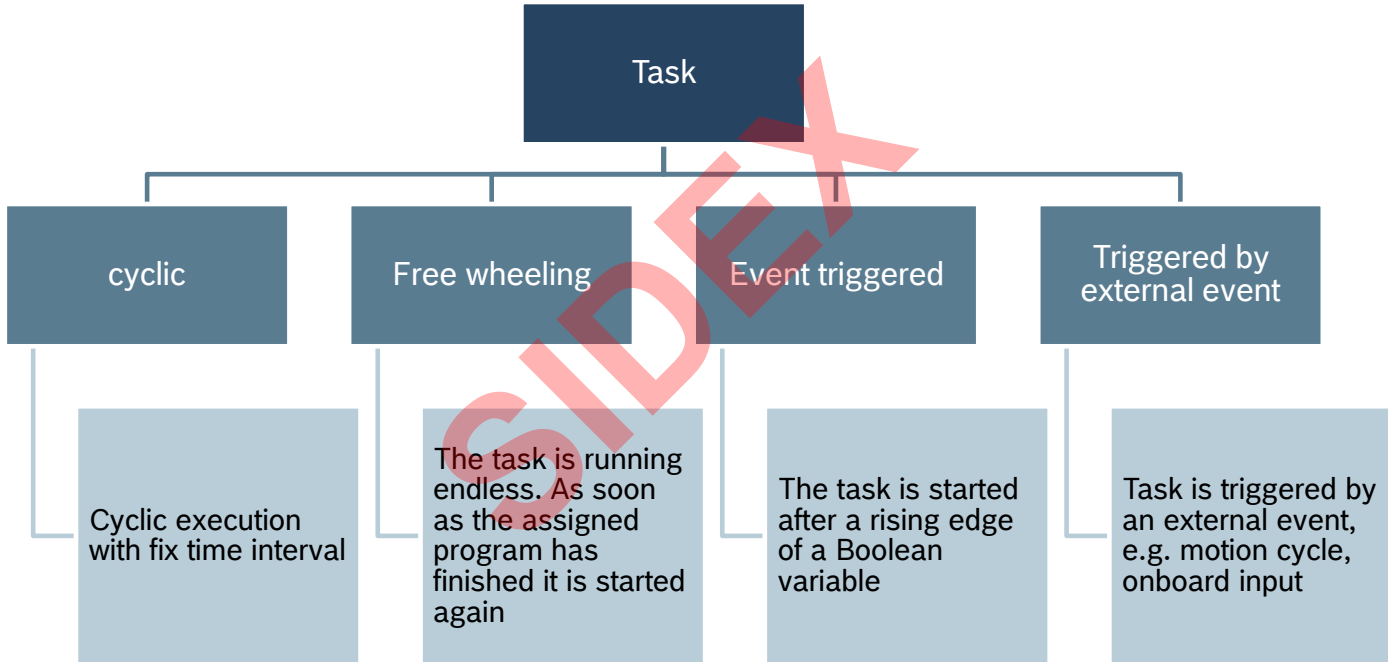 Task
cyclic
Free wheeling
Event triggered
Triggered by
external event
Cyclic execution
with fix time interval
The task is running
endless. As soon
as the assigned
program has
finished it is started
again
The task is started
after a rising edge
of a Boolean
variable
Task is triggered by
an external event,
e.g. motion cycle,
onboard input
SIDEX